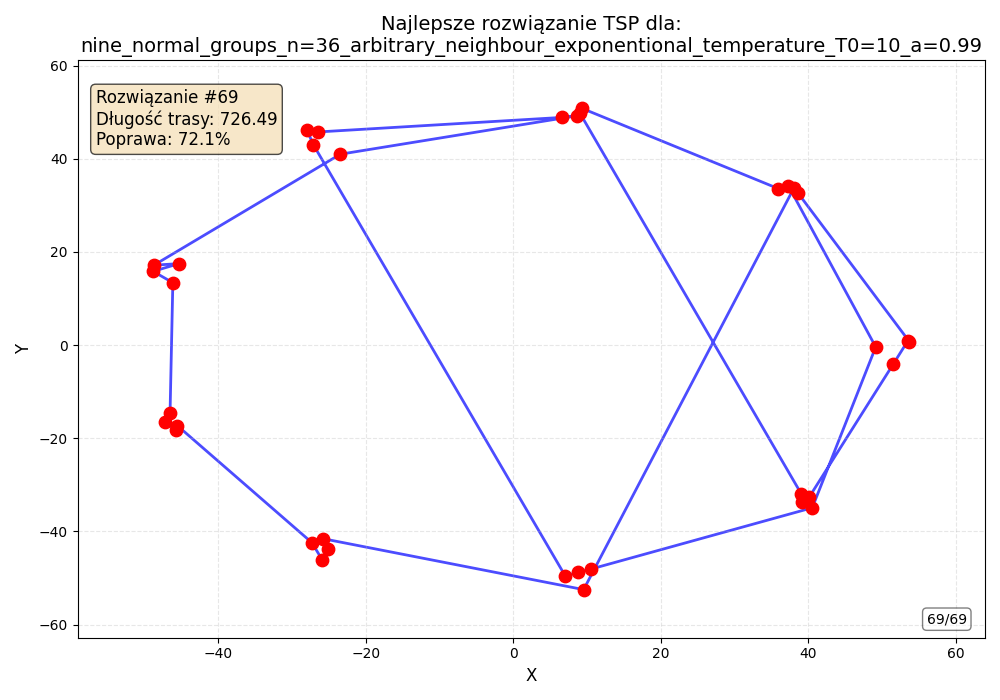 Najlepsze rozwiązanie TSP dla:
nine_normal_groups_n=36_arbitrary_neighbour_exponentional_temperature_T0=10_a=0.99
Rozwiązanie #69
Długość trasy: 726.49
Poprawa: 72.1%
60
40
20
0
−20
−40
−60
Y
69/69
−40
−20
0
20
40
60
X